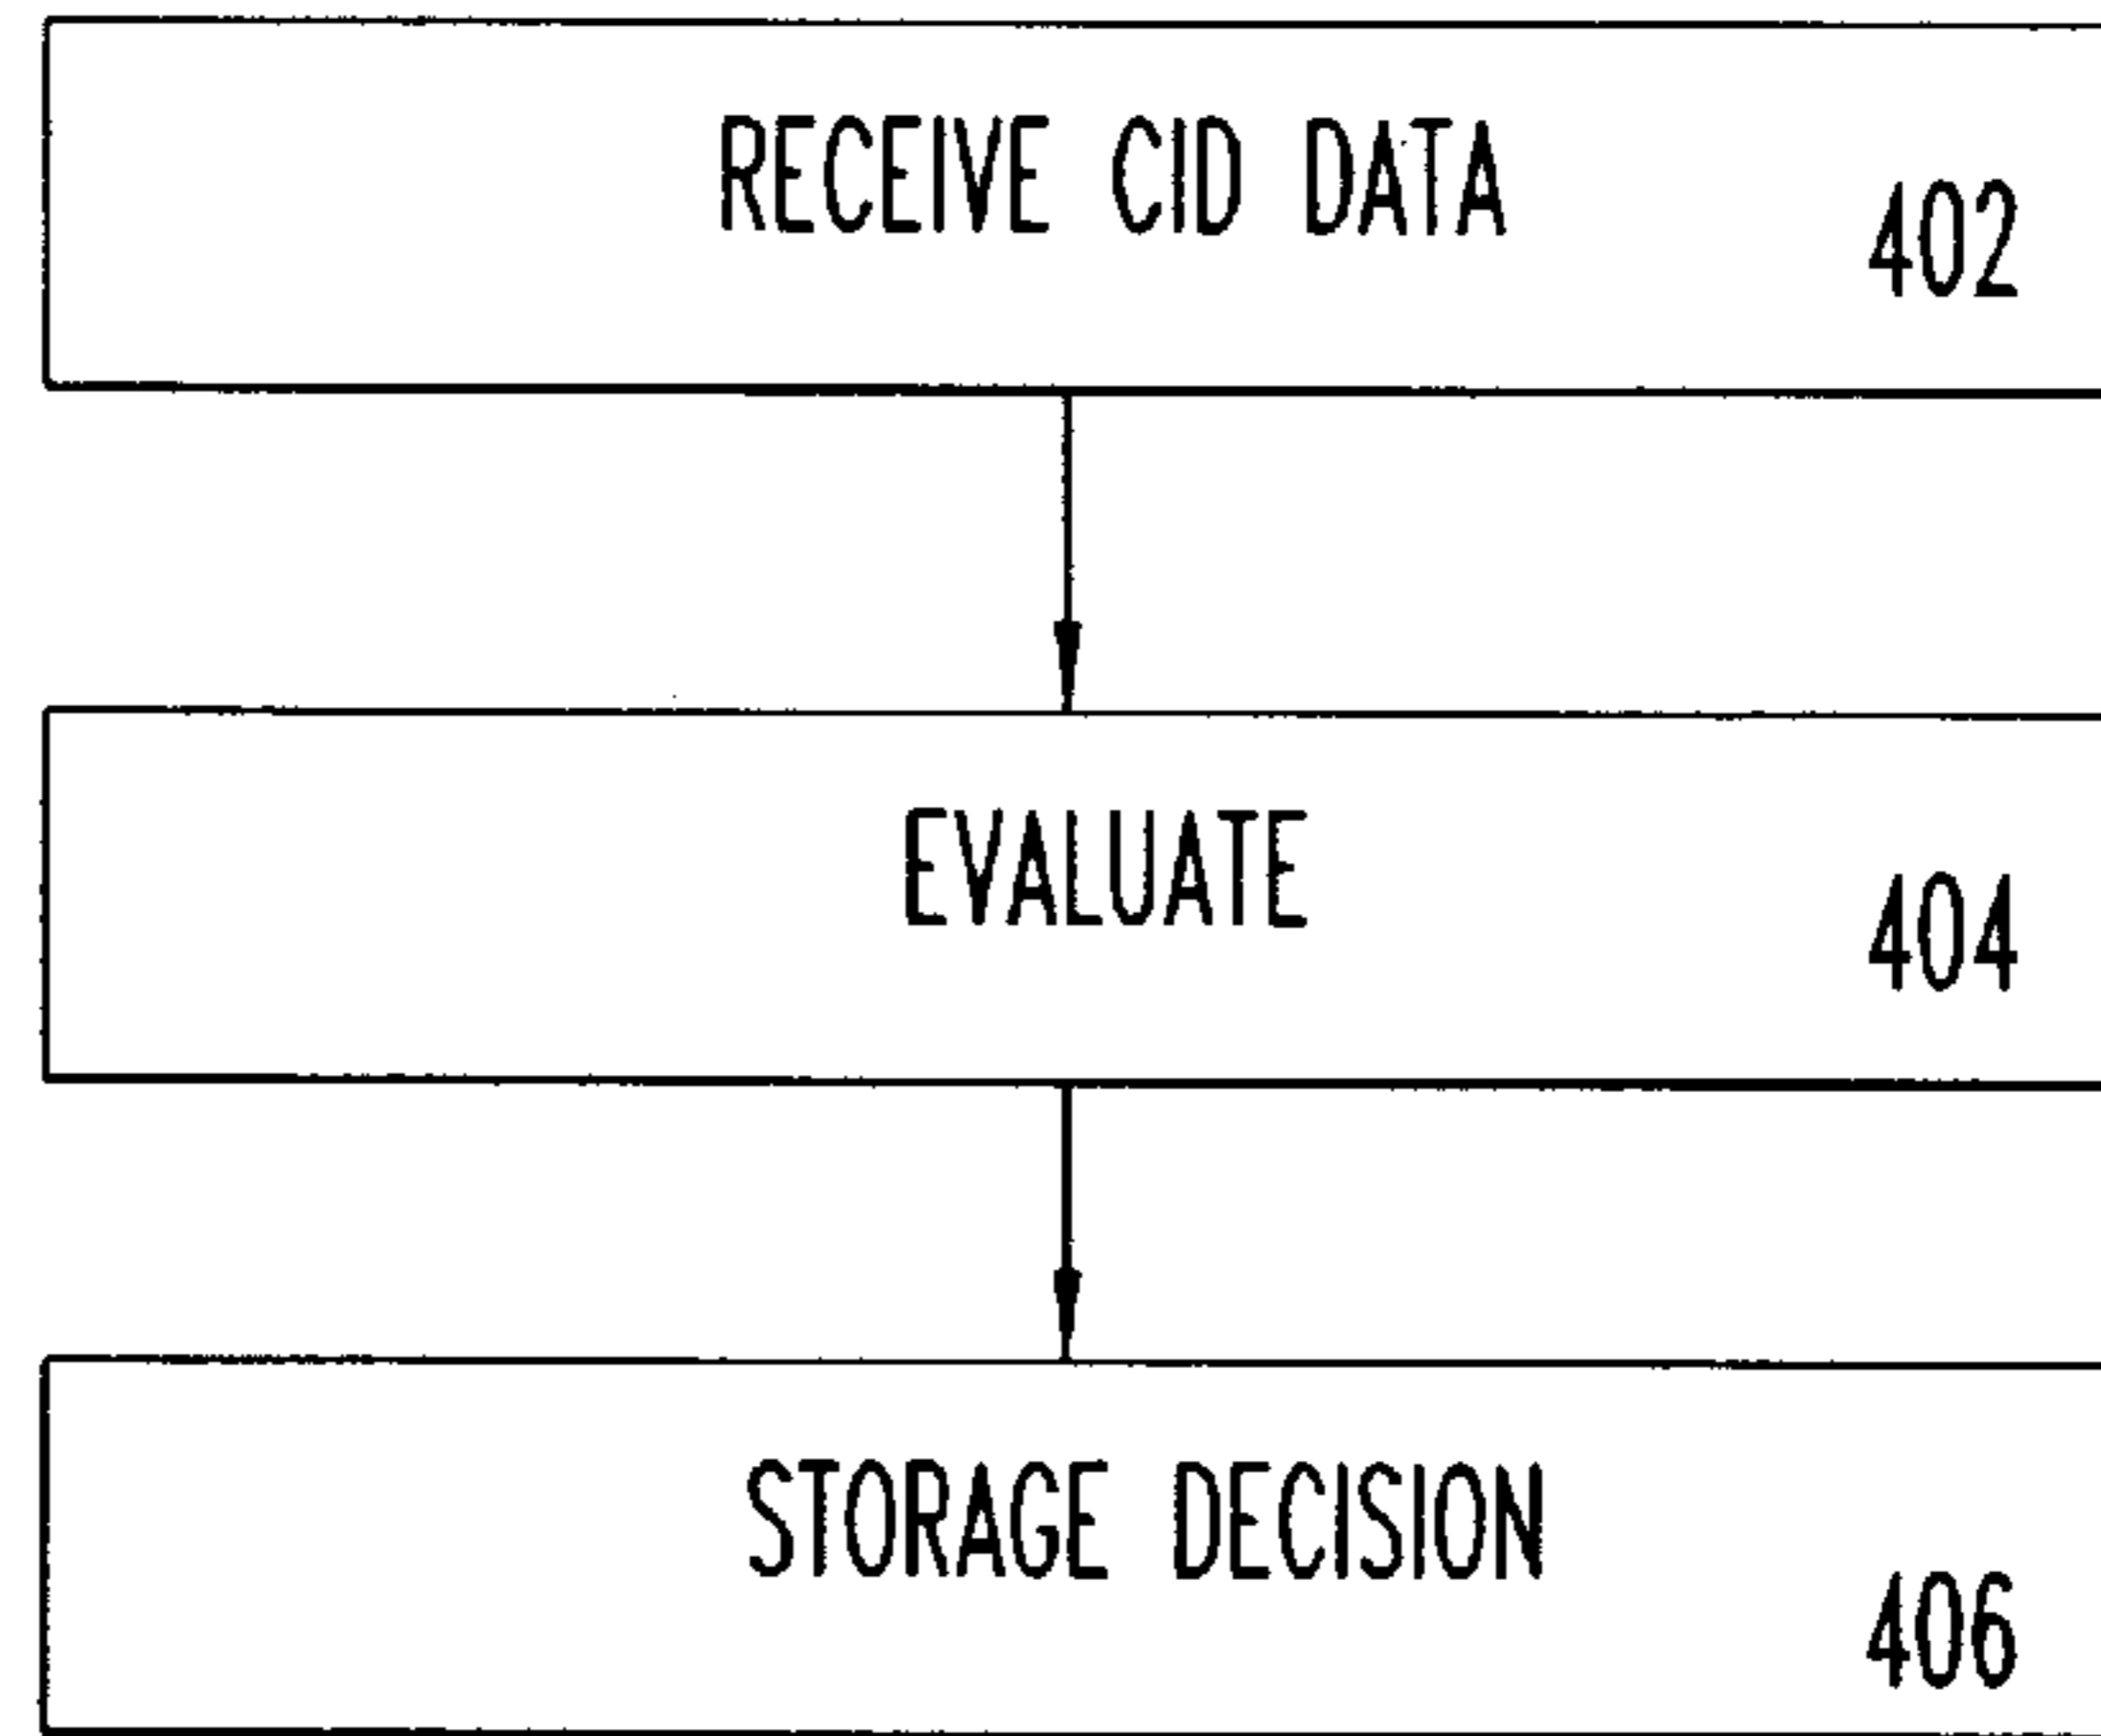 RECEIVE CID DATA
402
EVALUATE
404
STORAGE DECISION
406